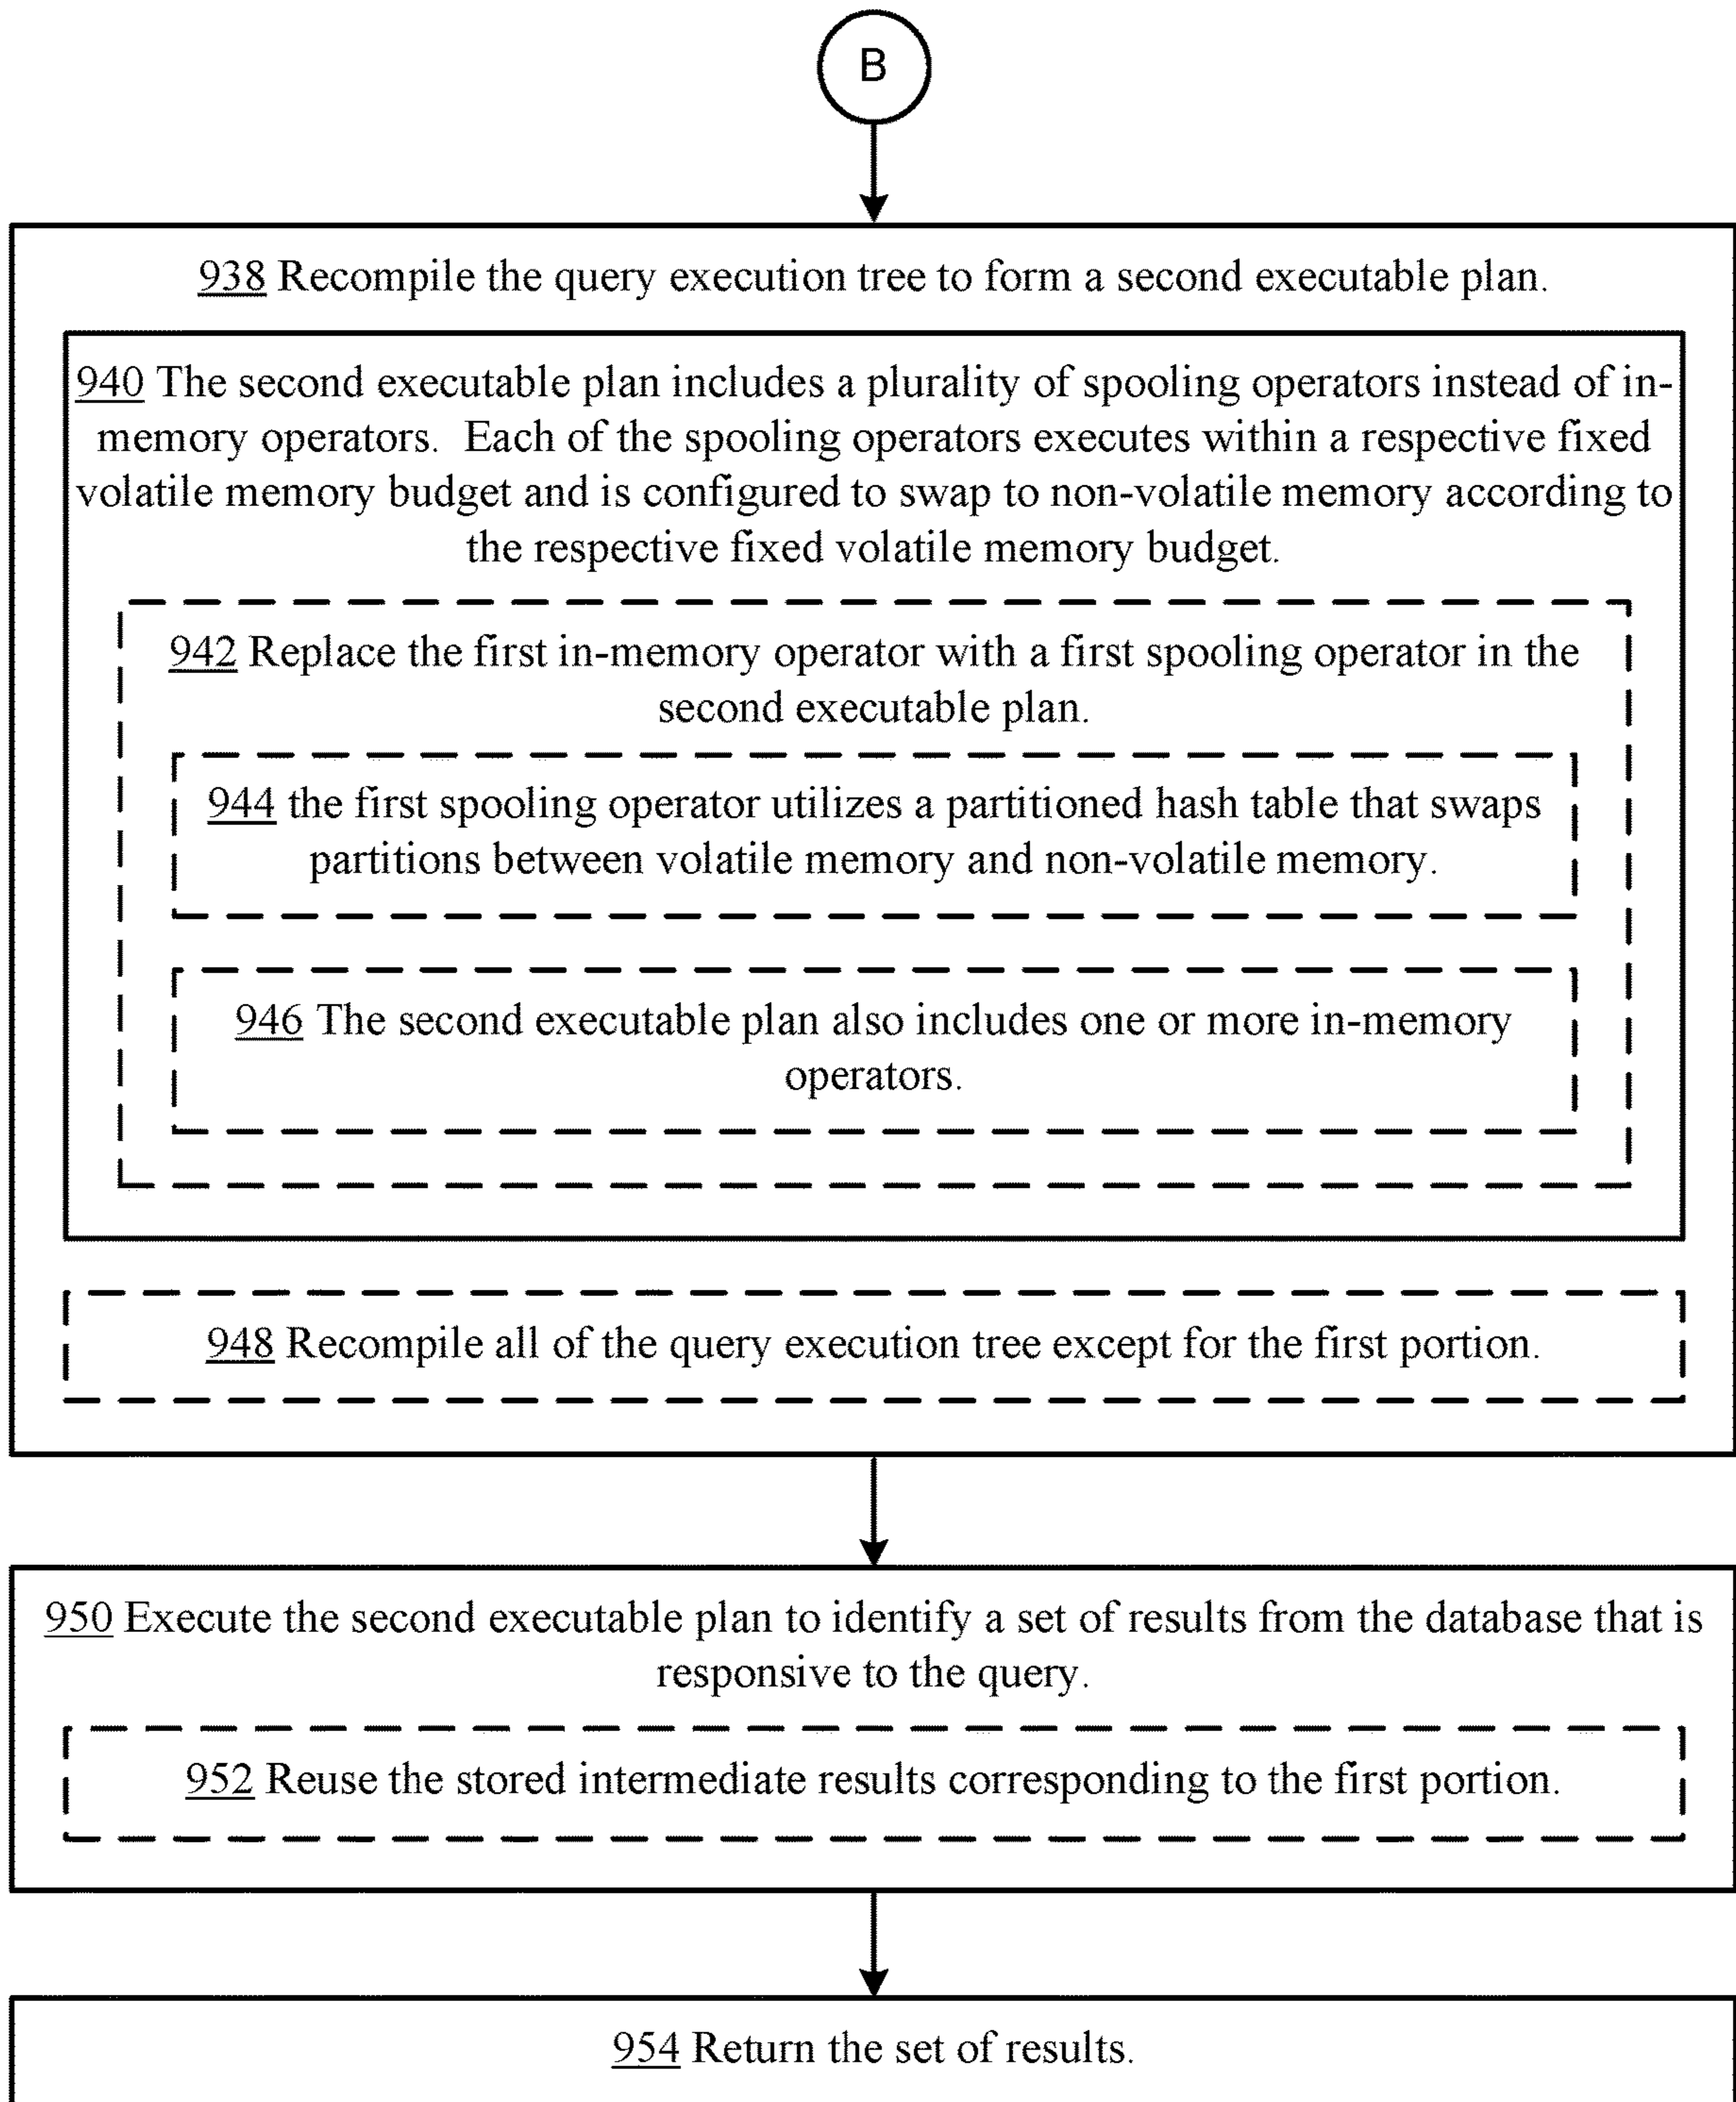 B
938 Recompile the query execution tree to form a second executable plan.
940 The second executable plan includes a plurality of spooling operators instead of in-
memory operators.  Each of the spooling operators executes within a respective fixed
volatile memory budget and is configured to swap to non-volatile memory according to
the respective fixed volatile memory budget.
942 Replace the first in-memory operator with a first spooling operator in the
second executable plan.
944 the first spooling operator utilizes a partitioned hash table that swaps
partitions between volatile memory and non-volatile memory.
946 The second executable plan also includes one or more in-memory
operators.
948 Recompile all of the query execution tree except for the first portion.
950 Execute the second executable plan to identify a set of results from the database that is
responsive to the query.
952 Reuse the stored intermediate results corresponding to the first portion.
954 Return the set of results.